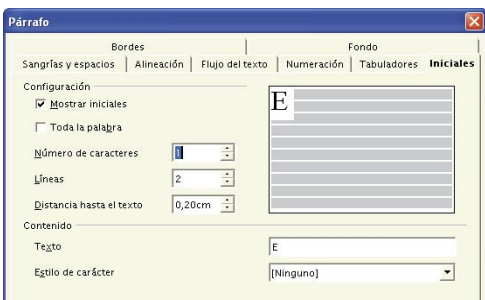 Párrafo
Bordes Fondo
Sangrías y espacios Alineación Flujo del texto Numeración Tabuladores Iniciales
Configuración
Mostrar iniciales
Toda la palabra
Número de caracteres 1
Líneas 2
Distancia hasta el texto 0,20cm
E
Contenido
Texto E
Estilo de carácter [Ninguno]